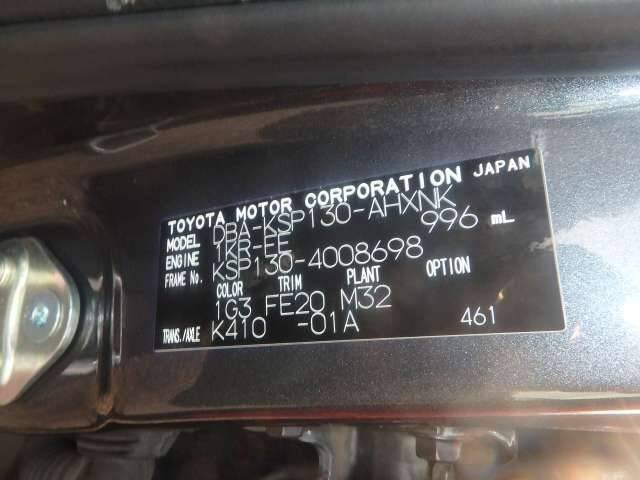 TOYOTA MOTOR CORPORATION JAPAN
MODEL DBA-KSP130-AHXNK
ENGINE 1KR-FE 996 mL
FRAME No. KSP130-4008698
COLOR TRIM PLANT OPTION
1G3 FE20 M32
TRANS./AXLE K410 -01A 461